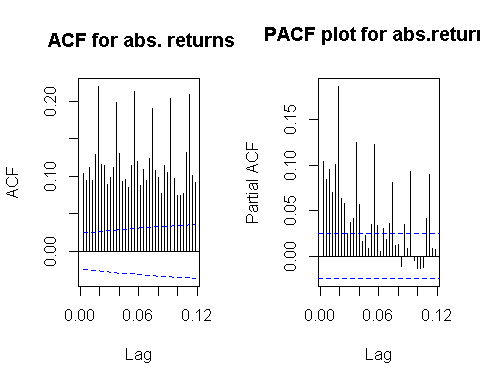 ACF for abs. returns
PACF plot for abs.returr
ACF
0.20
0.10
0.00
0.00
0.06
0.12
Lag
Partial ACF
0.15
0.10
0.05
0.00
0.00
0.06
0.12
Lag